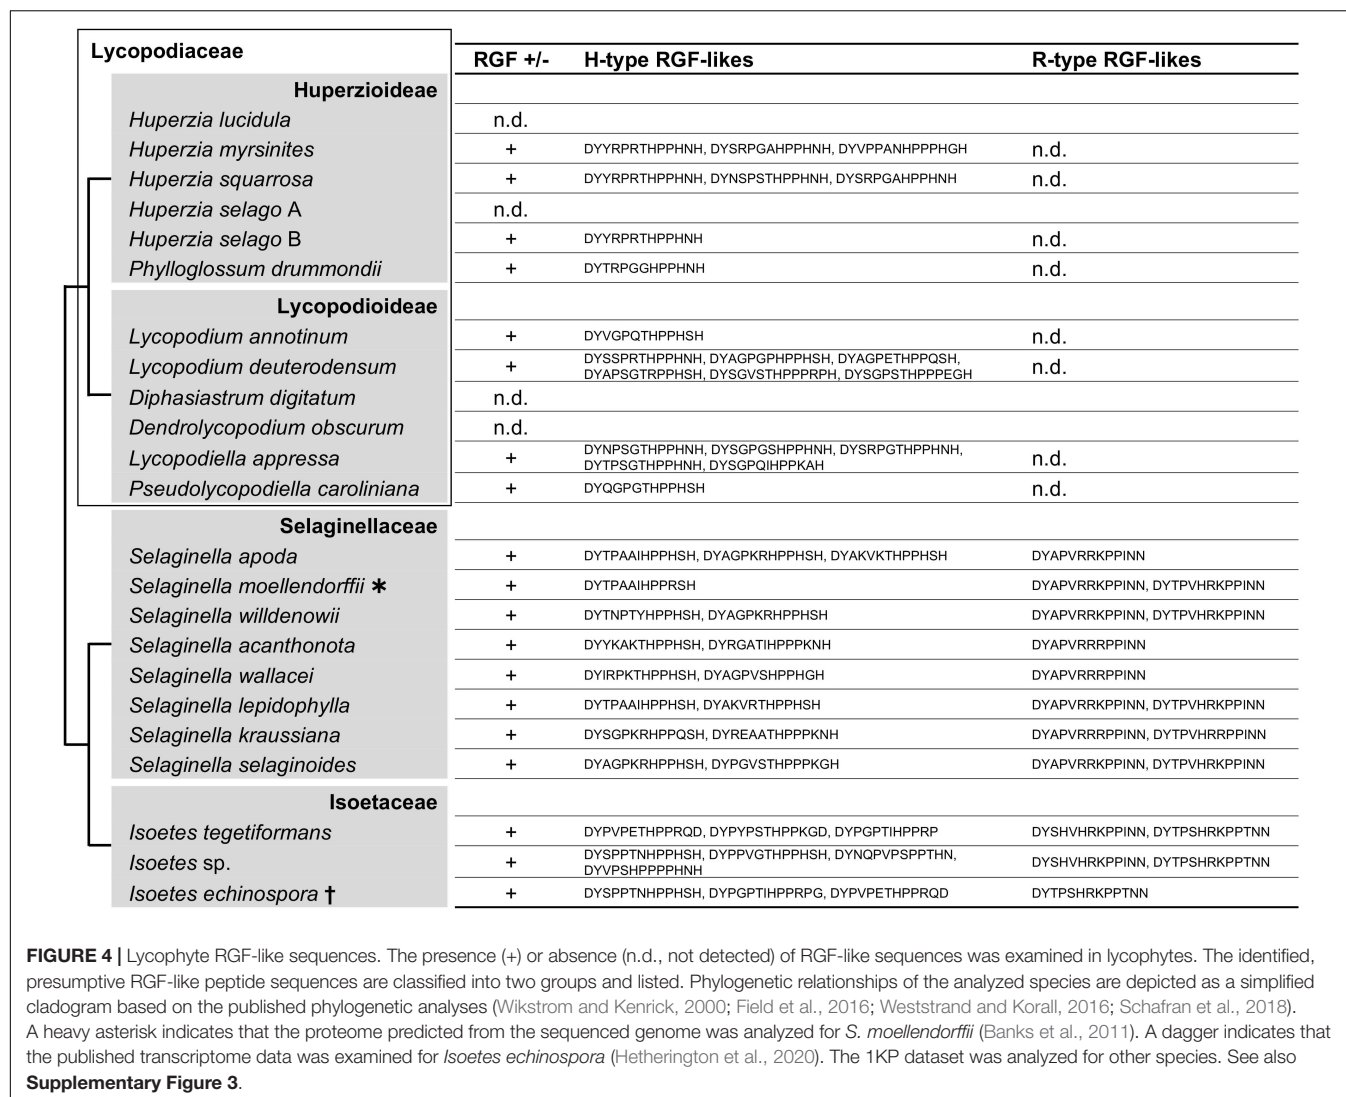 Lycopodiaceae
RGF +/- H-type RGF-likes R-type RGF-likes
Huperzioideae
Huperzia lucidula n.d.
Huperzia myrsinites + DYYRPRTHPPHNH, DYSRPGAHPPHNH, DYVPPANHPPPHGH n.d.
Huperzia squarrosa + DYYRPRTHPPHNH, DYNSPSTHPPHNH, DYSRPGAHPPHNH n.d.
Huperzia selago A n.d.
Huperzia selago B + DYYRPRTHPPHNH n.d.
Phylloglossum drummondii + DYTRPGGHPPHNH n.d.
Lycopodioideae
Lycopodium annotinum + DYVGPQTHPPHSH n.d.
Lycopodium deuterodensum + DYSSPRTHPPHNH, DYAGPGPHPPHSH, DYAGPETHPPQSH,
DYAPSGTRPPHSH, DYSGVSTHPPPRPH, DYSGPSTHPPPEGH n.d.
Diphasiastrum digitatum n.d.
Dendrolycopodium obscurum n.d.
Lycopodiella appressa + DYNPSGTHPPHNH, DYSGPGSHPPHNH, DYSRPGTHPPHNH,
DYTPSGTHPPHNH, DYSGPQIHPPKAH n.d.
Pseudolycopodiella caroliniana + DYQGPGTHPPHSH n.d.
Selaginellaceae
Selaginella apoda + DYTPAAIHPPHSH, DYAGPKRHPPHSH, DYAKVKTHPPHSH DYAPVRRKPPINN
Selaginella moellendorffii * + DYTPAAIHPPRSH DYAPVRRKPPINN, DYTPVHRKPPINN
Selaginella willdenowii + DYTNPTYHPPHSH, DYAGPKRHPPHSH DYAPVRRKPPINN, DYTPVHRKPPINN
Selaginella acanthonota + DYYKAKTHPPHSH, DYRGATIHPPPKNH DYAPVRRRPPINN
Selaginella wallacei + DYIRPKTHPPHSH, DYAGPVSHPPHGH DYAPVRRRPPINN
Selaginella lepidophylla + DYTPAAIHPPHSH, DYAKVRTHPPHSH DYAPVRRKPPINN, DYTPVHRKPPINN
Selaginella kraussiana + DYSGPKRHPPQSH, DYREAATHPPPKNH DYAPVRRRPPINN, DYTPVHRRPPINN
Selaginella selaginoides + DYAGPKRHPPHSH, DYPGVSTHPPPKGH DYAPVRRKPPINN, DYTPVHRKPPINN
Isoetaceae
Isoetes tegetiformans + DYPVPETHPPRQD, DYPYPSTHPPKGD, DYPGPTIHPPRP DYSHVHRKPPINN, DYTPSHRKPPTNN
Isoetes sp. + DYSPPTNHPPHSH, DYPPVGTHPPHSH, DYNQPVPSPPTHN,
DYVPSHPPPPHNH DYSHVHRKPPINN, DYTPSHRKPPTNN
Isoetes echinospora † + DYSPPTNHPPHSH, DYPGPTIHPPRPG, DYPVPETHPPRQD DYTPSHRKPPTNN
FIGURE 4 | Lycophyte RGF-like sequences. The presence (+) or absence (n.d., not detected) of RGF-like sequences was examined in lycophytes. The identified,
presumptive RGF-like peptide sequences are classified into two groups and listed. Phylogenetic relationships of the analyzed species are depicted as a simplified
cladogram based on the published phylogenetic analyses (Wikstrom and Kenrick, 2000; Field et al., 2016; Weststrand and Korall, 2016; Schafran et al., 2018).
A heavy asterisk indicates that the proteome predicted from the sequenced genome was analyzed for S. moellendorffii (Banks et al., 2011). A dagger indicates that
the published transcriptome data was examined for Isoetes echinospora (Hetherington et al., 2020). The 1KP dataset was analyzed for other species. See also
Supplementary Figure 3.